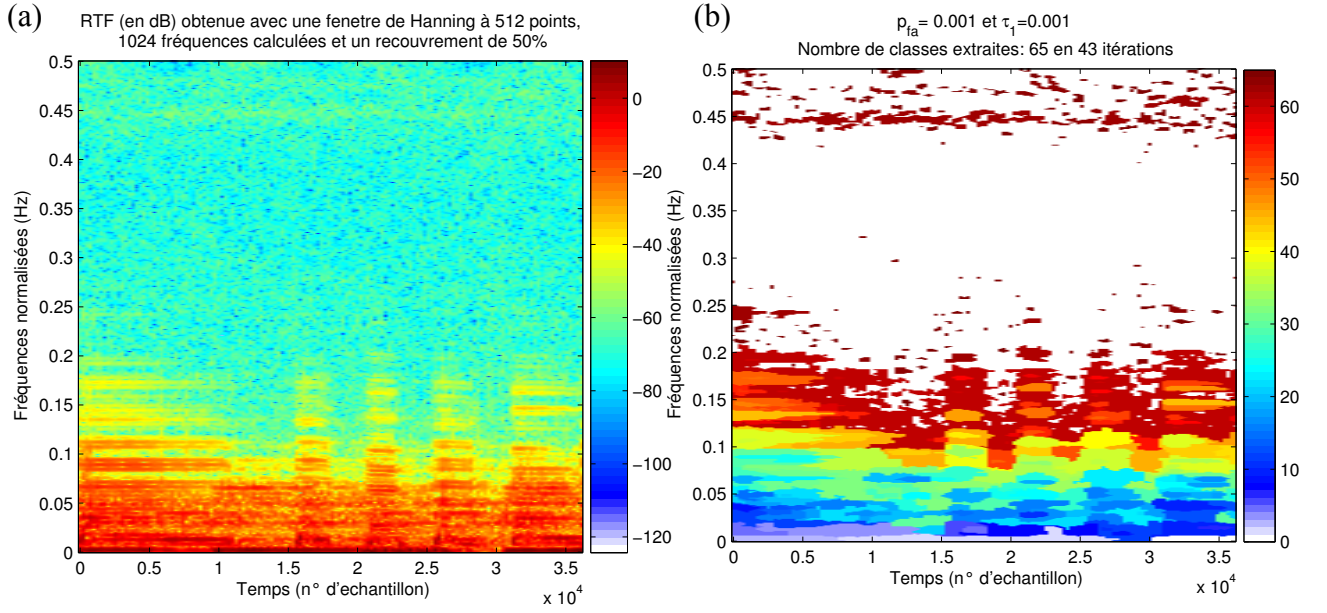 (a)
RTF (en dB) obtenue avec une fenetre de Hanning à 512 points,
1024 fréquences calculées et un recouvrement de 50%
0.5
0.45
0.4
0.35
0.3
0.25
0.2
0.15
0.1
0.05
0
Fréquences normalisées (Hz)
0 0.5 1 1.5 2 2.5 3 3.5
Temps (n° d'echantillon)
x 10^4
0
−20
−40
−60
−80
−100
−120
(b)
p_fa= 0.001 et τ_1=0.001
Nombre de classes extraites: 65 en 43 itérations
0.5
0.45
0.4
0.35
0.3
0.25
0.2
0.15
0.1
0.05
0
Fréquences normalisées (Hz)
0 0.5 1 1.5 2 2.5 3 3.5
Temps (n° d'echantillon)
x 10^4
60
50
40
30
20
10
0